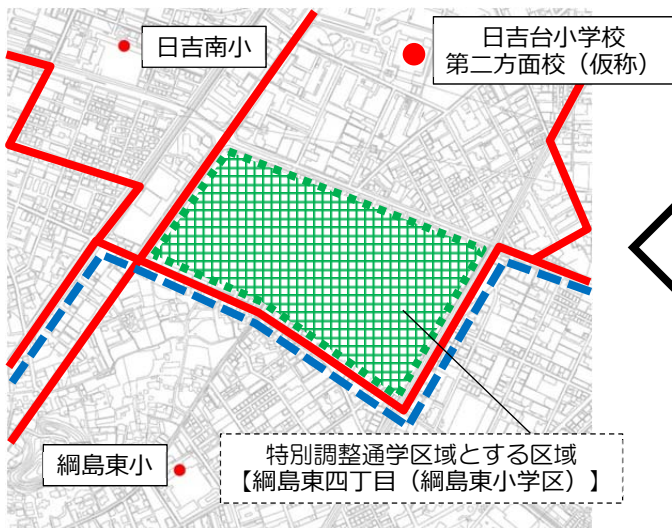 日吉南小
日吉台小学校
第二方面校（仮称）
綱島東小
特別調整通学区域とする区域
【綱島東四丁目（綱島東小学区）】